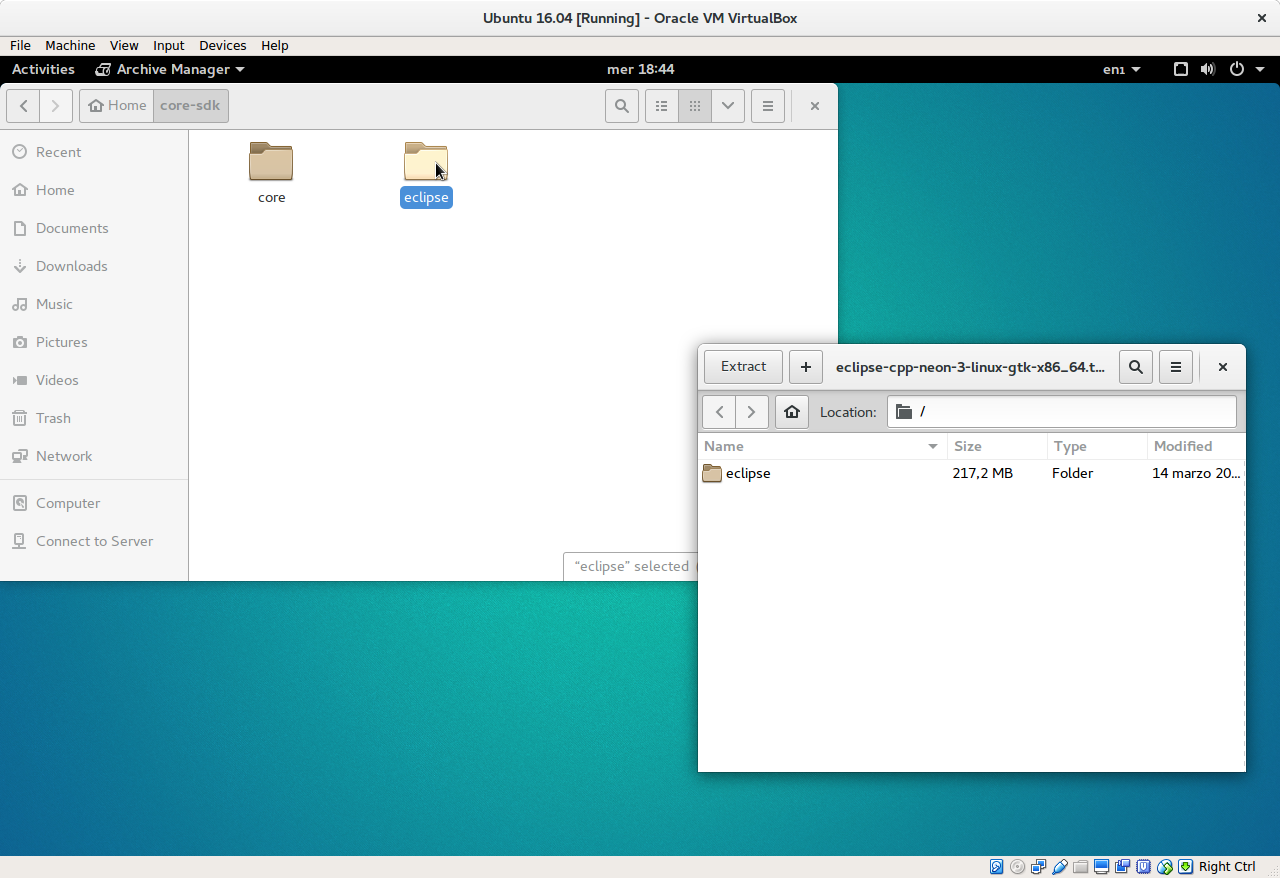 Ubuntu 16.04 [Running] - Oracle VM VirtualBox
File Machine View Input Devices Help
Activities Archive Manager mer 18:44 en1
Home core-sdk
Recent
Home
Documents
Downloads
Music
Pictures
Videos
Trash
Network
Computer
Connect to Server
core
eclipse
“eclipse” selected
Extract + eclipse-cpp-neon-3-linux-gtk-x86_64.t...
Location: /
Name Size Type Modified
eclipse 217,2 MB Folder 14 marzo 20...
Right Ctrl